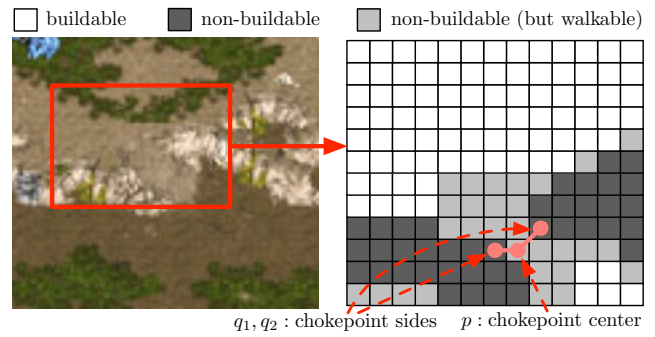 buildable non-buildable non-buildable (but walkable)
q₁, q₂ : chokepoint sides p : chokepoint center